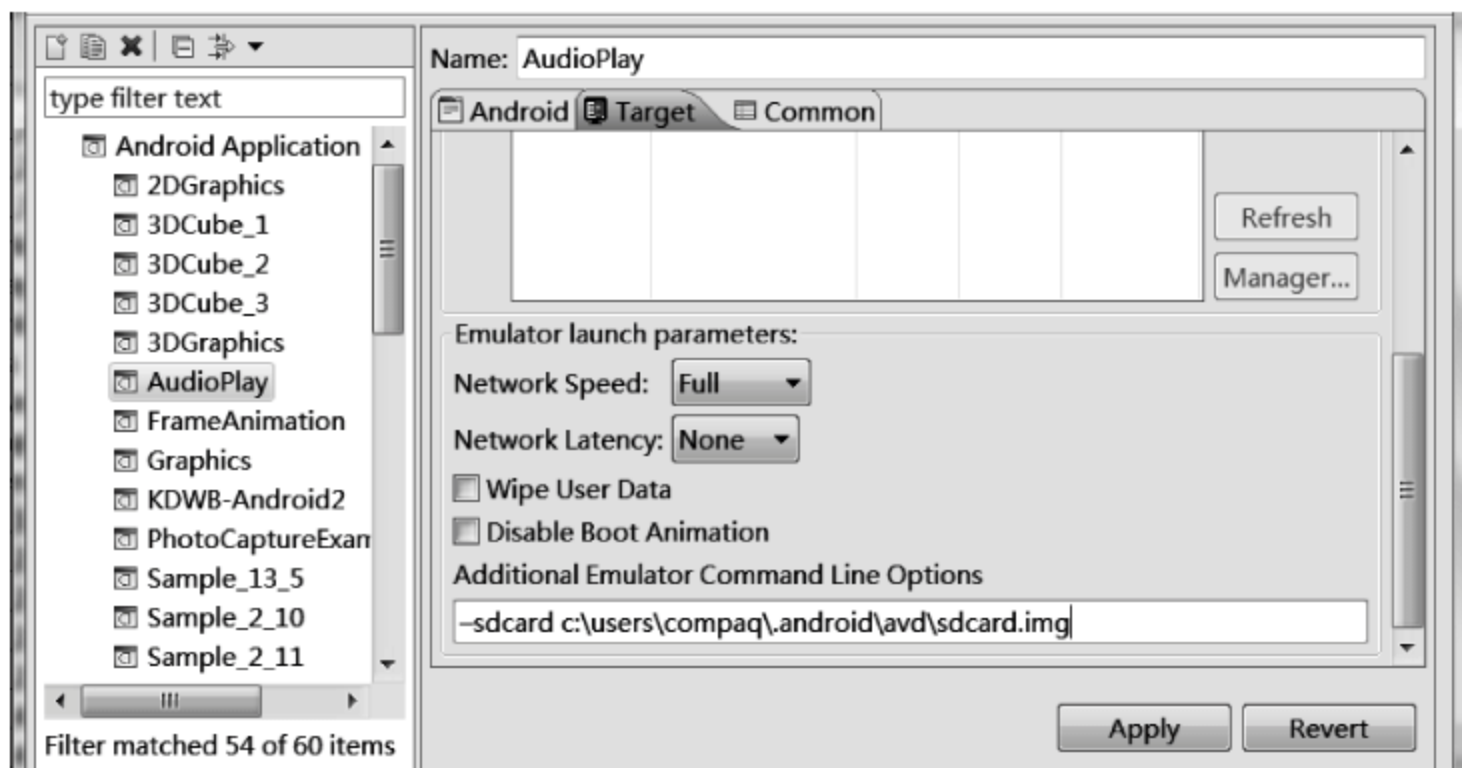 type filter text
Android Application
2DGraphics
3DCube_1
3DCube_2
3DCube_3
3DGraphics
AudioPlay
FrameAnimation
Graphics
KDWB-Android2
PhotoCaptureExam
Sample_13_5
Sample_2_10
Sample_2_11
Filter matched 54 of 60 items
Name: AudioPlay
Android Target Common
Refresh
Manager...
Emulator launch parameters:
Network Speed: Full
Network Latency: None
Wipe User Data
Disable Boot Animation
Additional Emulator Command Line Options
–sdcard c:\users\compaq\.android\avd\sdcard.img
Apply Revert